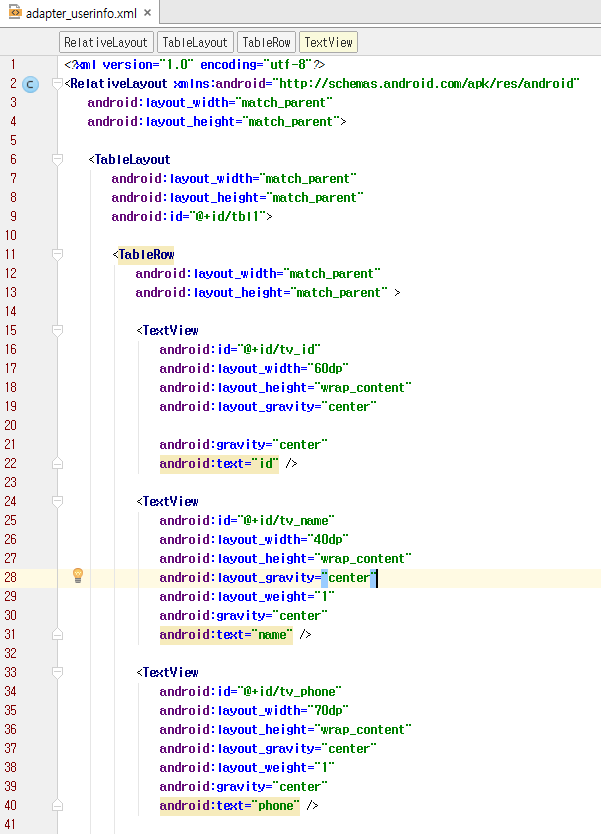 adapter_userinfo.xml ×
RelativeLayout TableLayout TableRow TextView
1 <?xml version="1.0" encoding="utf-8"?>
2 C <RelativeLayout xmlns:android="http://schemas.android.com/apk/res/android"
3 android:layout_width="match_parent"
4 android:layout_height="match_parent">
5
6 <TableLayout
7 android:layout_width="match_parent"
8 android:layout_height="match_parent"
9 android:id="@+id/tbl1">
10
11 <TableRow
12 android:layout_width="match_parent"
13 android:layout_height="match_parent" >
14
15 <TextView
16 android:id="@+id/tv_id"
17 android:layout_width="60dp"
18 android:layout_height="wrap_content"
19 android:layout_gravity="center"
20
21 android:gravity="center"
22 android:text="id" />
23
24 <TextView
25 android:id="@+id/tv_name"
26 android:layout_width="40dp"
27 android:layout_height="wrap_content"
28 android:layout_gravity="center"
29 android:layout_weight="1"
30 android:gravity="center"
31 android:text="name" />
32
33 <TextView
34 android:id="@+id/tv_phone"
35 android:layout_width="70dp"
36 android:layout_height="wrap_content"
37 android:layout_gravity="center"
38 android:layout_weight="1"
39 android:gravity="center"
40 android:text="phone" />
41